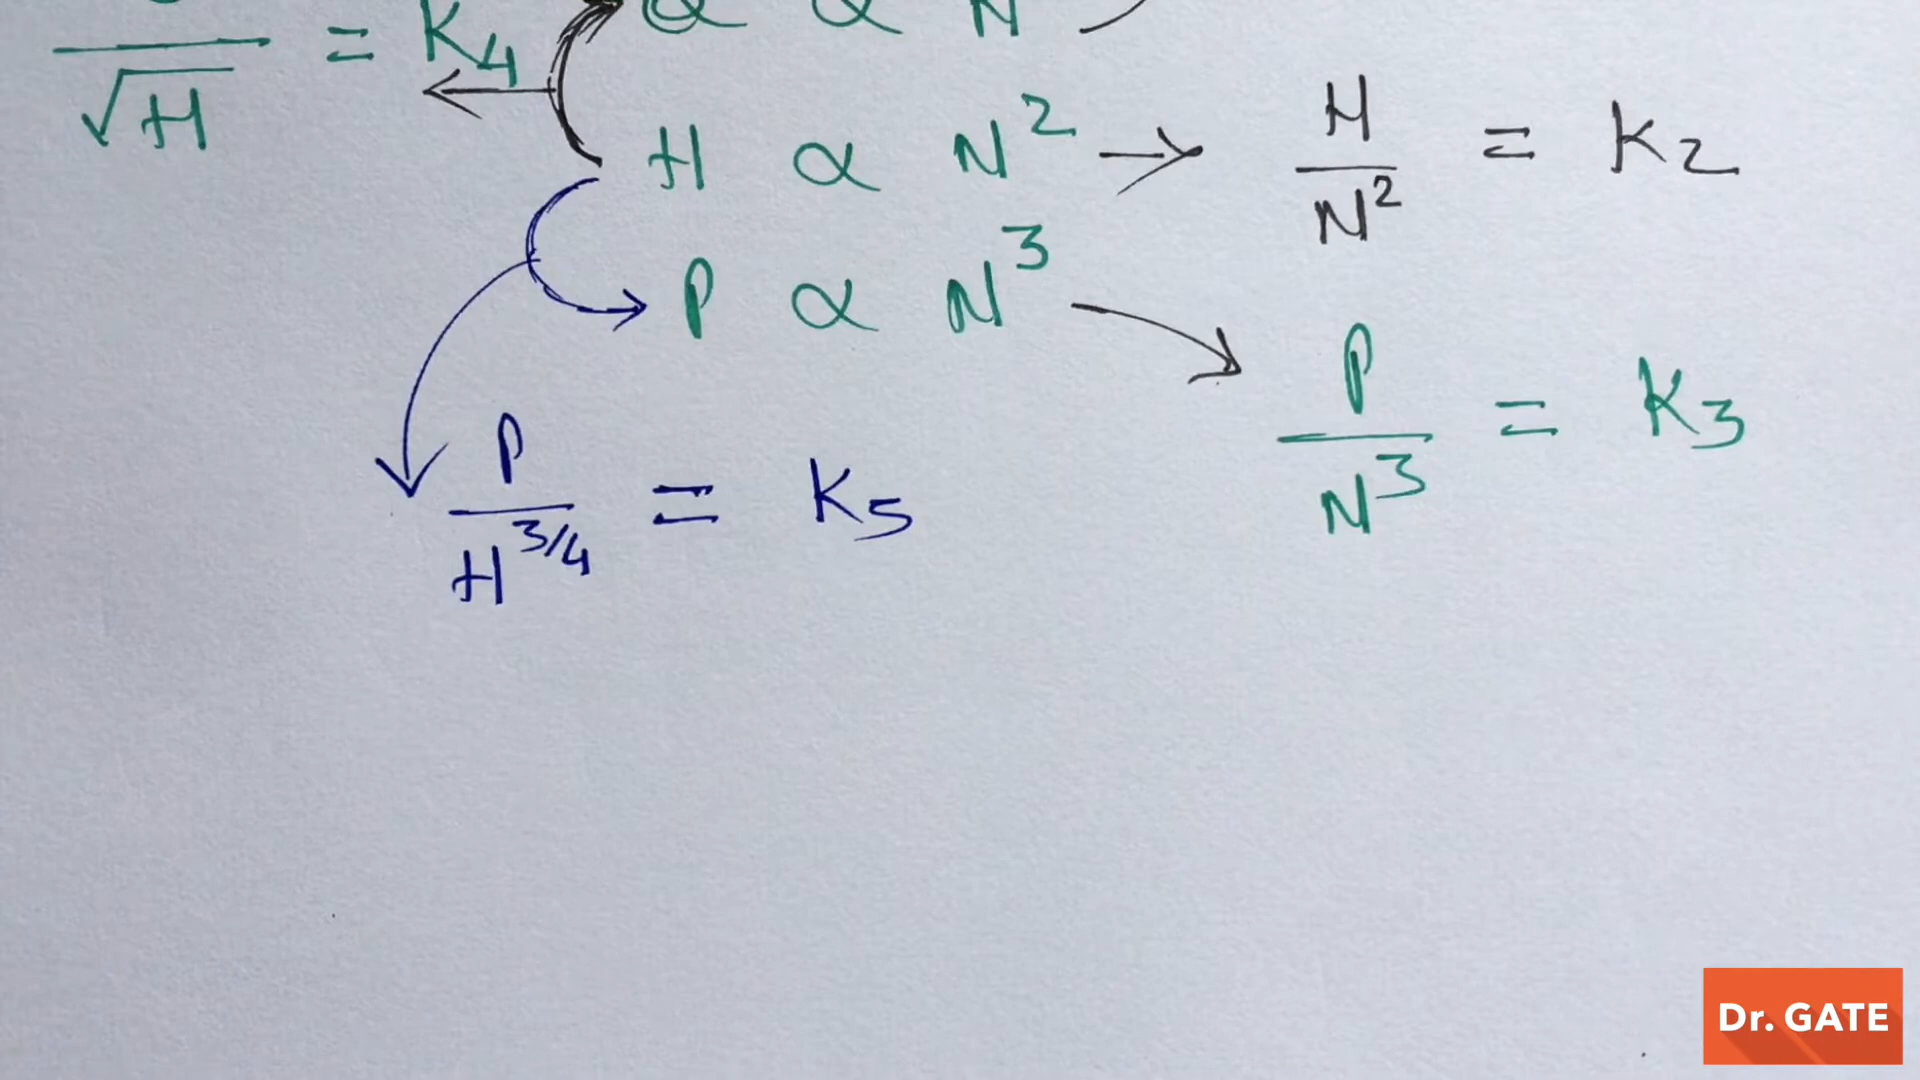 Q α N
√H = K4
H α N² → H/N² = K2
P α N³
P/N³ = K3
P/H^3/4 = K5
Dr. GATE